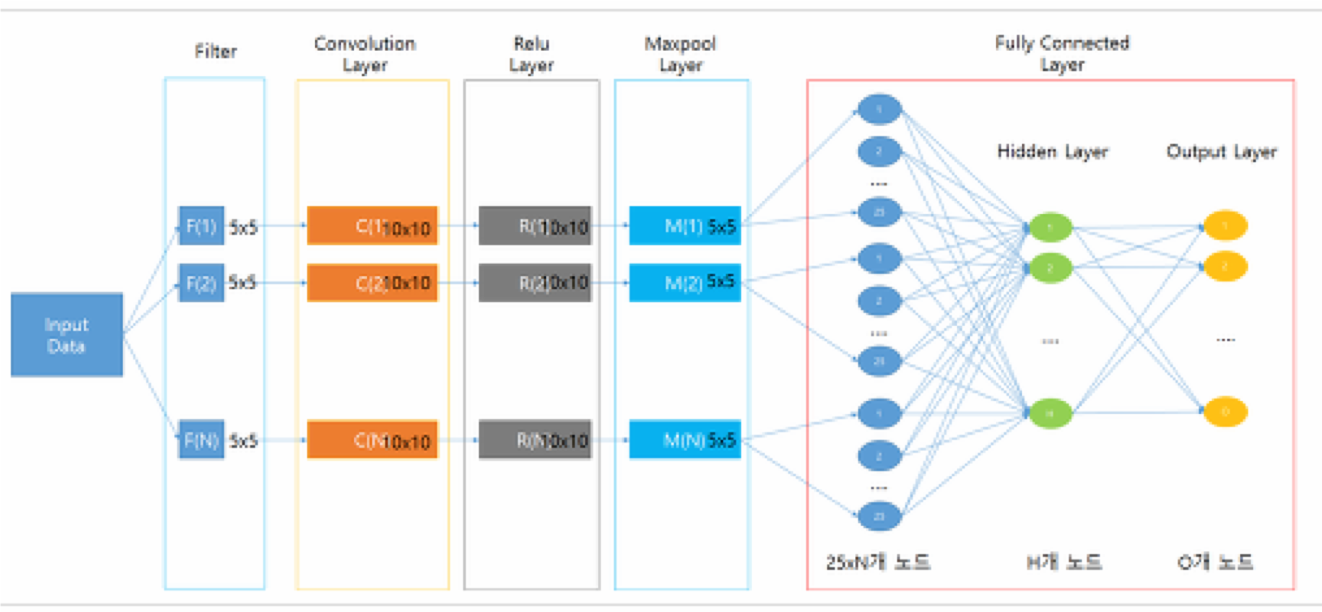 Filter
Convolution
Layer
Relu
Layer
Maxpool
Layer
Fully Connected
Layer
Hidden Layer
Output Layer
Input
Data
F(1) 5x5
C(1) 10x10
R(1) 10x10
M(1) 5x5
F(2) 5x5
C(2) 10x10
R(2) 10x10
M(2) 5x5
F(N) 5x5
C(N) 10x10
R(N) 10x10
M(N) 5x5
1
2
....
25
1
2
....
25
1
2
....
25
1
2
....
H
1
2
....
O
25xN개 노드
H개 노드
O개 노드